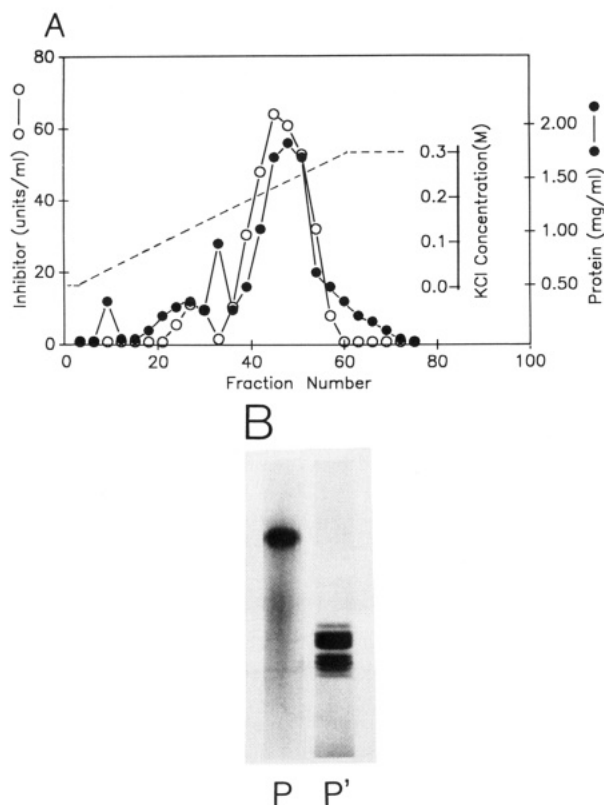 A
Inhibitor (units/ml) ○—○
80
60
40
20
0
0 20 40 60 80 100
Fraction Number
0.3
0.2
0.1
0.0
KCl Concentration(M)
2.00
1.50
1.00
0.50
Protein (mg/ml) ●—●
B
P P'